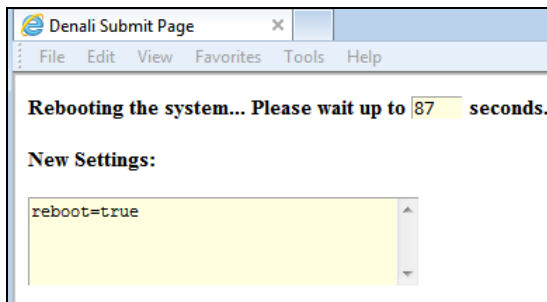 Denali Submit Page
File Edit View Favorites Tools Help
Rebooting the system... Please wait up to 87 seconds.
New Settings:
reboot=true